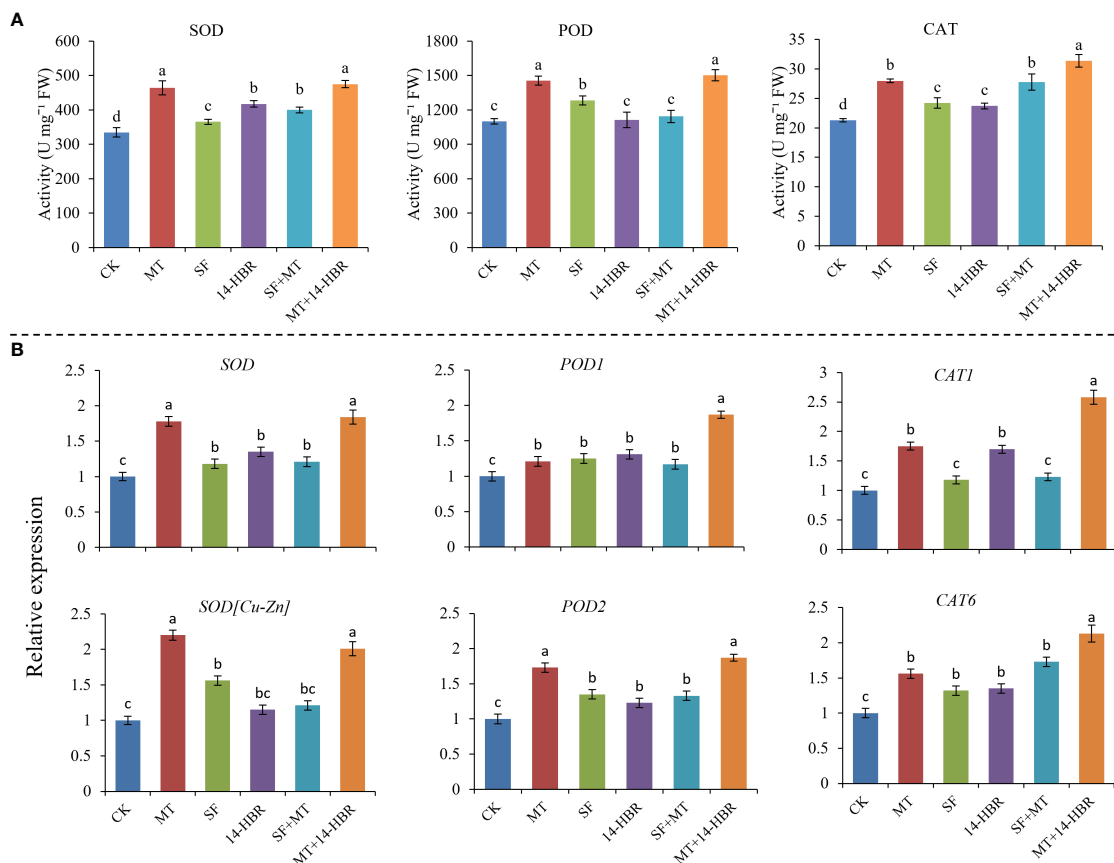 A
SOD
Activity (U mg⁻¹ FW)
600
500
400
300
200
100
0
d
a
c
b
b
a
CK
MT
SF
14-HBR
SF+MT
MT+14-HBR
POD
Activity (U mg⁻¹ FW)
1800
1500
1200
900
600
300
0
c
a
b
c
c
a
CK
MT
SF
14-HBR
SF+MT
MT+14-HBR
CAT
Activity (U mg⁻¹ FW)
35
30
25
20
15
10
5
0
d
b
c
c
b
a
CK
MT
SF
14-HBR
SF+MT
MT+14-HBR
B
Relative expression
SOD
2.5
2
1.5
1
0.5
0
c
a
b
b
b
a
POD1
2.5
2
1.5
1
0.5
0
c
b
b
b
b
a
CAT1
3
2.5
2
1.5
1
0.5
0
c
b
c
b
c
a
SOD[Cu-Zn]
2.5
2
1.5
1
0.5
0
c
a
b
bc
bc
a
CK
MT
SF
14-HBR
SF+MT
MT+14-HBR
POD2
2.5
2
1.5
1
0.5
0
c
a
b
b
b
a
CK
MT
SF
14-HBR
SF+MT
MT+14-HBR
CAT6
2.5
2
1.5
1
0.5
0
c
b
b
b
b
a
CK
MT
SF
14-HBR
SF+MT
MT+14-HBR